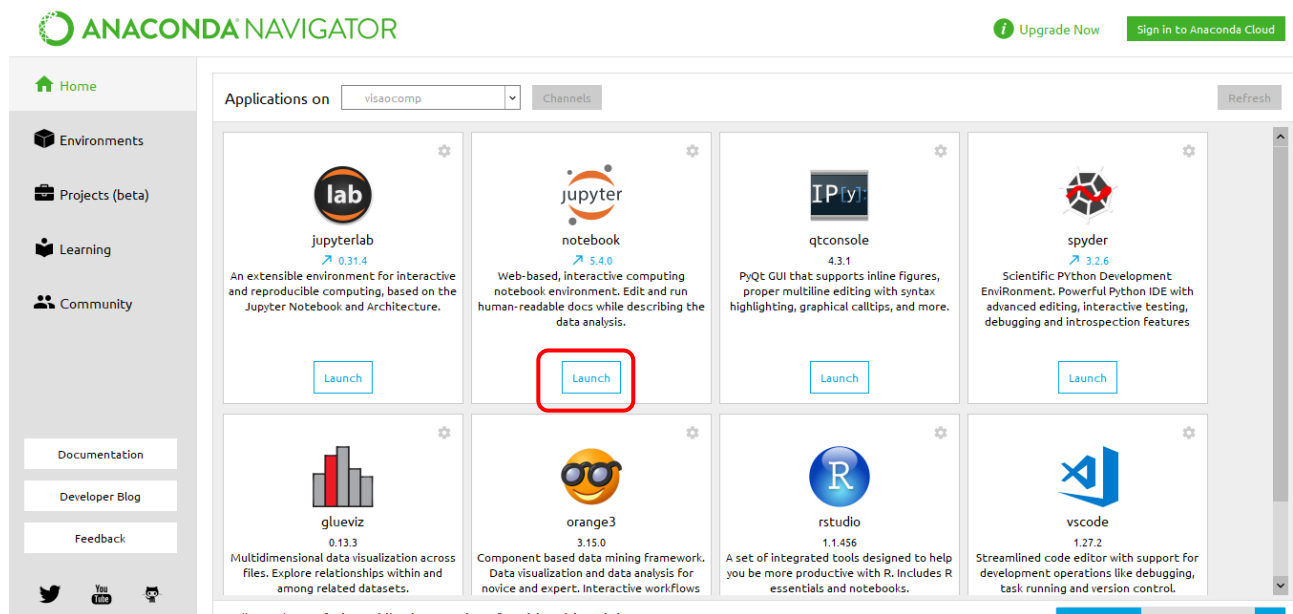 ANACONDA NAVIGATOR
i Upgrade Now
Sign in to Anaconda Cloud
Home
Environments
Projects (beta)
Learning
Community
Documentation
Developer Blog
Feedback
You Tube
Applications on visaocomp Channels Refresh
lab
jupyterlab
0.31.4
An extensible environment for interactive
and reproducible computing, based on the
Jupyter Notebook and Architecture.
Launch
jupyter
notebook
5.4.0
Web-based, interactive computing
notebook environment. Edit and run
human-readable docs while describing the
data analysis.
Launch
IP[y]:
qtconsole
4.3.1
PyQt GUI that supports inline figures,
proper multiline editing with syntax
highlighting, graphical calltips, and more.
Launch
spyder
3.2.6
Scientific PYthon Development
EnviRonment. Powerful Python IDE with
advanced editing, interactive testing,
debugging and introspection features
Launch
glueviz
0.13.3
Multidimensional data visualization across
files. Explore relationships within and
among related datasets.
orange3
3.15.0
Component based data mining framework.
Data visualization and data analysis for
novice and expert. Interactive workflows
R
rstudio
1.1.456
A set of integrated tools designed to help
you be more productive with R. Includes R
essentials and notebooks.
vscode
1.27.2
Streamlined code editor with support for
development operations like debugging,
task running and version control.